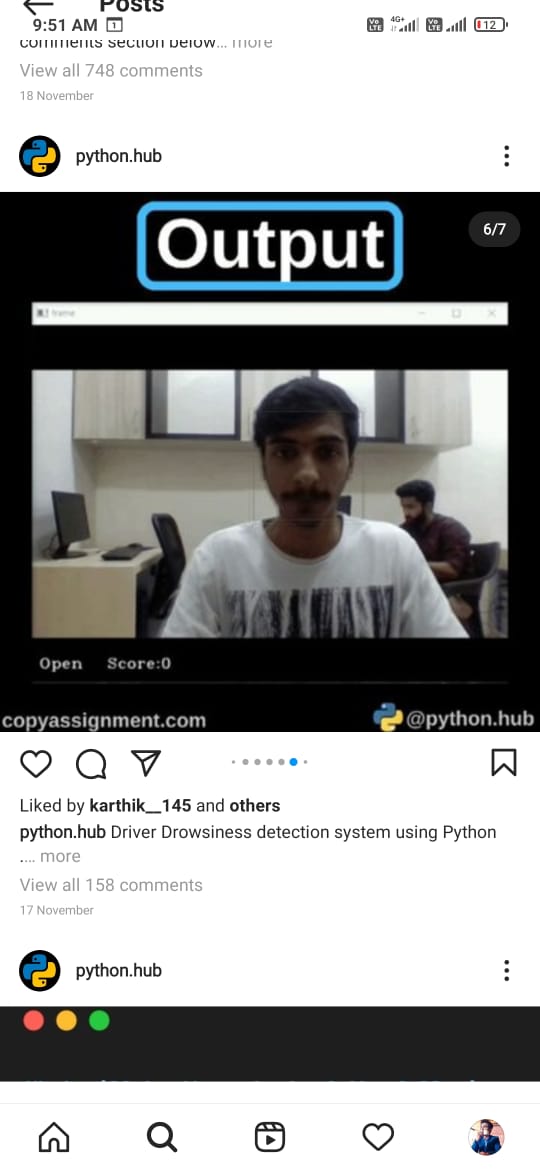 Posts
9:51 AM
1
Vo
LTE
4G+
Vo
LTE
12
comments section below... more
View all 748 comments
18 November
python.hub
Output
6/7
frame
Open Score:0
copyassignment.com
@python.hub
Liked by karthik__145 and others
python.hub Driver Drowsiness detection system using Python
.... more
View all 158 comments
17 November
python.hub